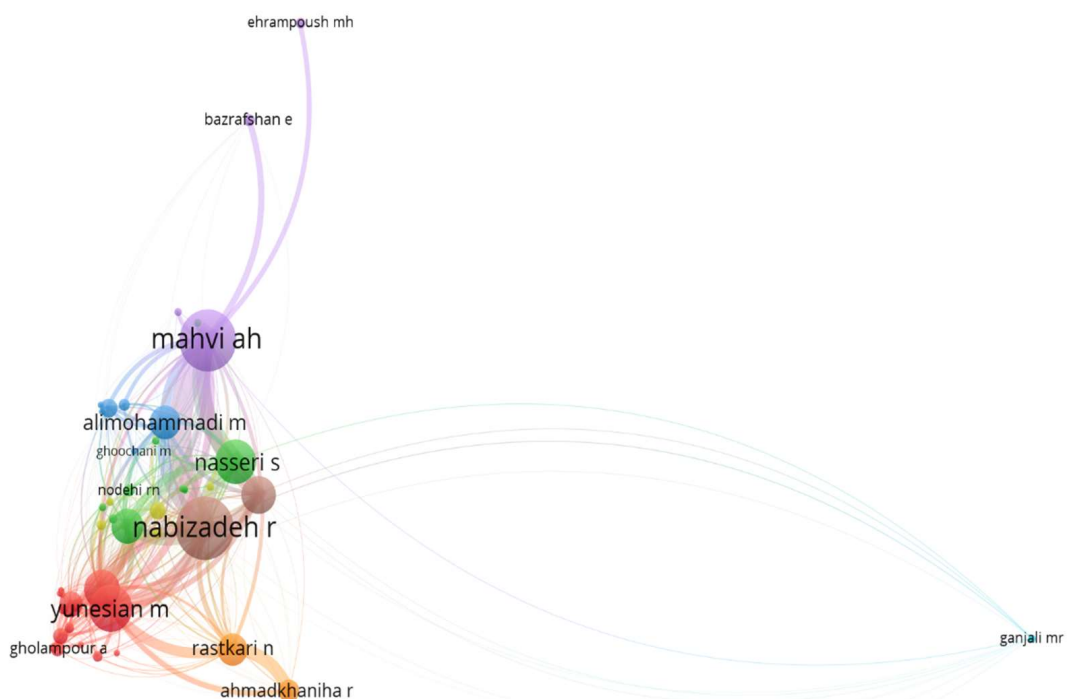 ehrampoush mh
bazrafshan e
mahvi ah
alimohammadi m
ghoochani m
nasseri s
nodehi rn
nabizadeh r
yunesian m
ganjali mr
gholampour a
rastkari n
ahmadkhaniha r